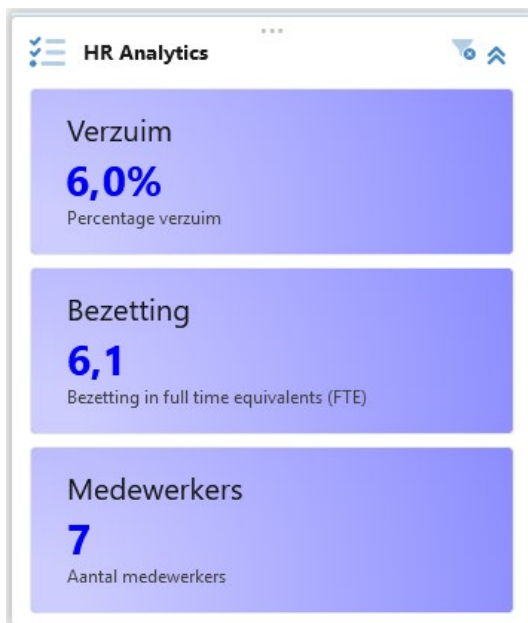 HR Analytics
Verzuim
6,0%
Percentage verzuim
Bezetting
6,1
Bezetting in full time equivalents (FTE)
Medewerkers
7
Aantal medewerkers